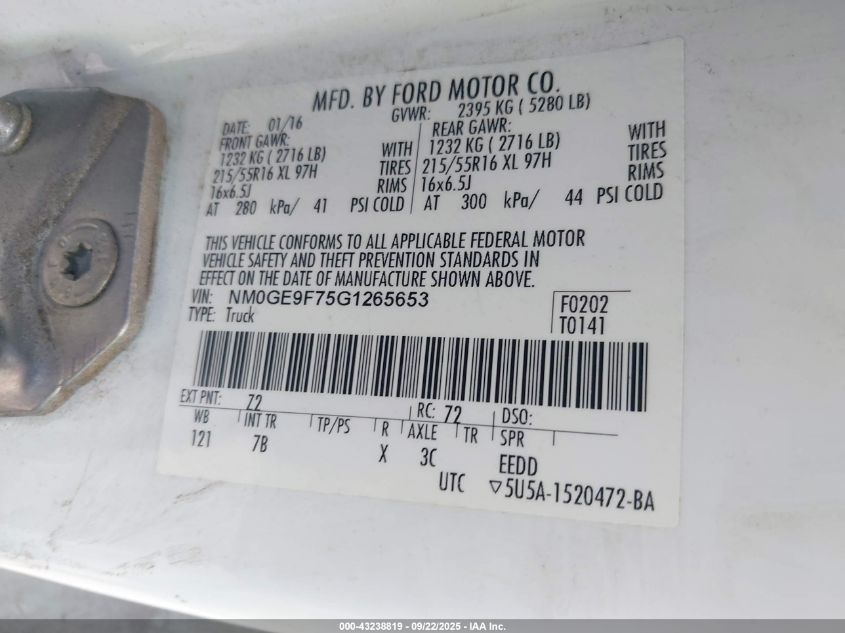 MFD. BY FORD MOTOR CO.
DATE: 01/16 GVWR: 2395 KG ( 5280 LB)
FRONT GAWR: REAR GAWR:
1232 KG ( 2716 LB) WITH 1232 KG ( 2716 LB) WITH
215/55R16 XL 97H TIRES 215/55R16 XL 97H TIRES
16x6.5J RIMS 16x6.5J RIMS
AT 280 kPa/ 41 PSI COLD AT 300 kPa/ 44 PSI COLD
THIS VEHICLE CONFORMS TO ALL APPLICABLE FEDERAL MOTOR
VEHICLE SAFETY AND THEFT PREVENTION STANDARDS IN
EFFECT ON THE DATE OF MANUFACTURE SHOWN ABOVE.
VIN: NM0GE9F75G1265653 F0202
TYPE: Truck T0141
EXT PNT: 72 RC: 72 DSO:
WB INT TR TP/PS R AXLE TR SPR
121 7B X 3C EEDD
UTC ▽5U5A-1520472-BA
000-43238819 - 09/22/2025 - IAA Inc.